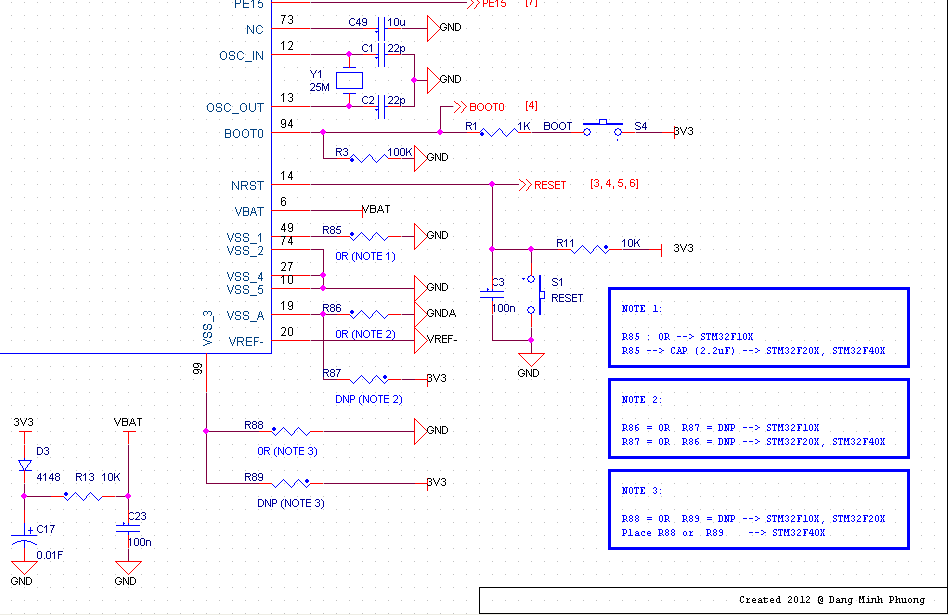 PE15
PE15 [7]
NC 73 C49 10u GND
OSC_IN 12 C1 22p
Y1
25M
GND
OSC_OUT 13 C2 22p
BOOT0 [4]
BOOT0 94 R1 1K BOOT S4 3V3
R3 100K GND
NRST 14 RESET [3, 4, 5, 6]
VBAT 6 VBAT
VSS_1 49 R85 GND
0R (NOTE 1)
VSS_2 74
R11 10K 3V3
VSS_4 27
VSS_5 10 GND
C3
100n
S1
RESET
VSS_A 19 R86 GNDA
0R (NOTE 2)
VREF- 20 VREF-
VSS_3
99
GND
R87 3V3
DNP (NOTE 2)
R88 GND
0R (NOTE 3)
R89 3V3
DNP (NOTE 3)
NOTE 1:
R85 : 0R --> STM32F10X
R85 --> CAP (2.2uF) --> STM32F20X, STM32F40X
NOTE 2:
R86 = 0R R87 = DNP --> STM32F10X
R87 = 0R R86 = DNP --> STM32F20X, STM32F40X
NOTE 3:
R88 = 0R R89 = DNP --> STM32F10X, STM32F20X
Place R88 or R89 --> STM32F40X
3V3 VBAT
D3
4148 R13 10K
C17
0.01F
C23
100n
GND GND
Created 2012 @ Dang Minh Phuong